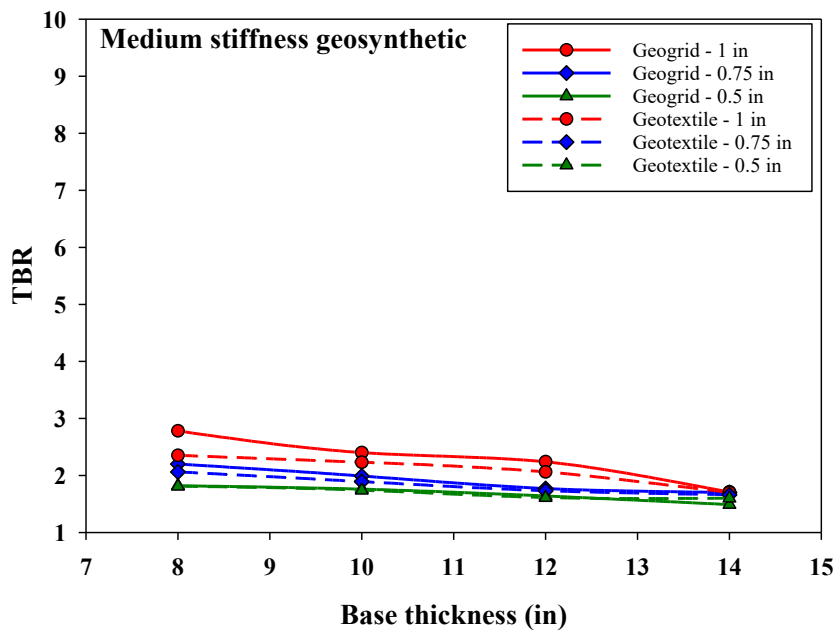 Medium stiffness geosynthetic
Geogrid - 1 in
Geogrid - 0.75 in
Geogrid - 0.5 in
Geotextile - 1 in
Geotextile - 0.75 in
Geotextile - 0.5 in
TBR
10
9
8
7
6
5
4
3
2
1
7 8 9 10 11 12 13 14 15
Base thickness (in)